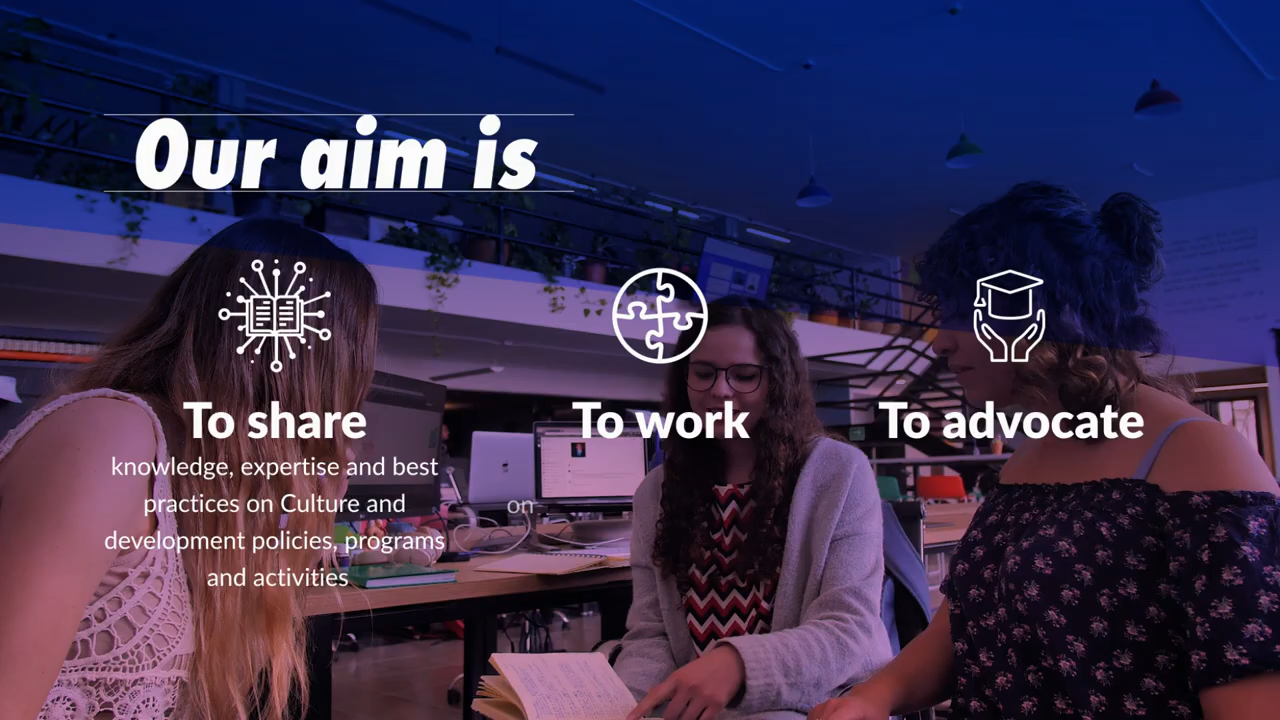 Our aim is
To share
knowledge, expertise and best
practices on Culture and
development policies, programs
and activities
To work
on
To advocate